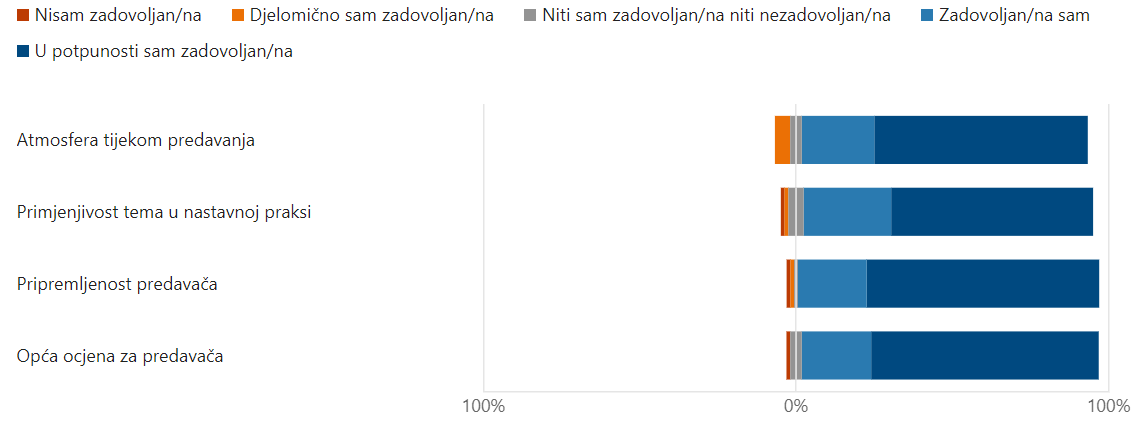 Nisam zadovoljan/na Djelomično sam zadovoljan/na Niti sam zadovoljan/na niti nezadovoljan/na Zadovoljan/na sam
U potpunosti sam zadovoljan/na
Atmosfera tijekom predavanja
Primjenjivost tema u nastavnoj praksi
Pripremljenost predavača
Opća ocjena za predavača
100% 0% 100%